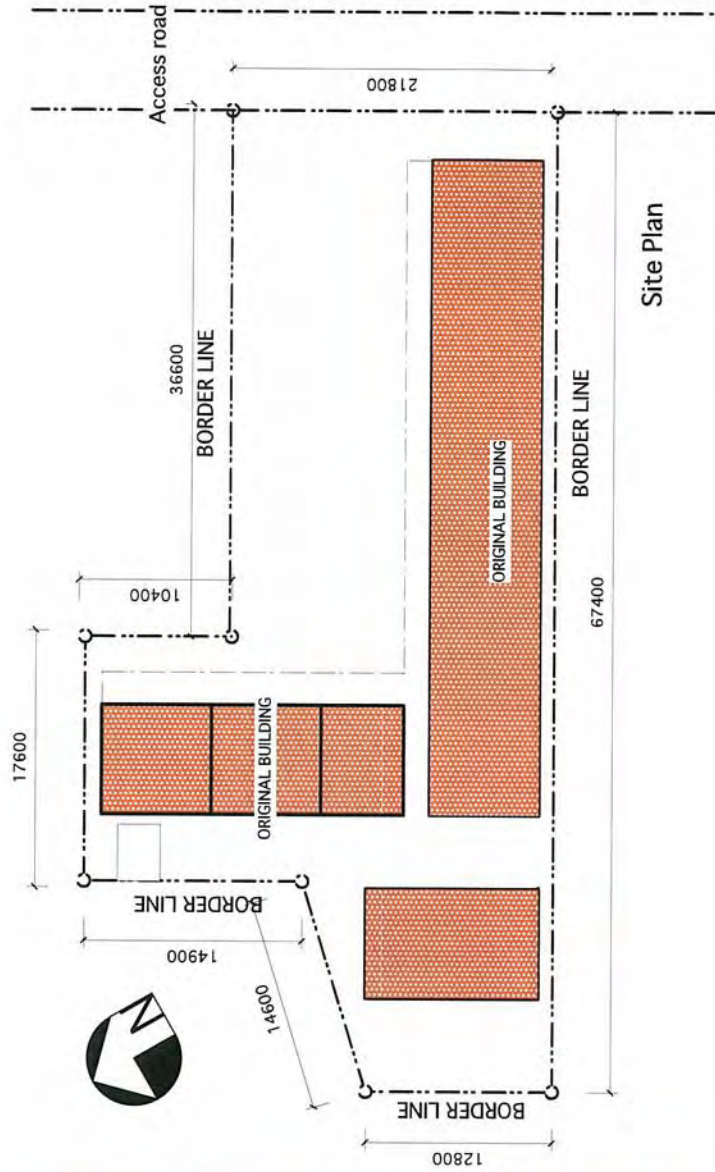 Access road
21800
36600
BORDER LINE
10400
17600
ORIGINAL BUILDING
ORIGINAL BUILDING
BORDER LINE
67400
Site Plan
BORDER LINE
14900
14600
N
BORDER LINE
12800